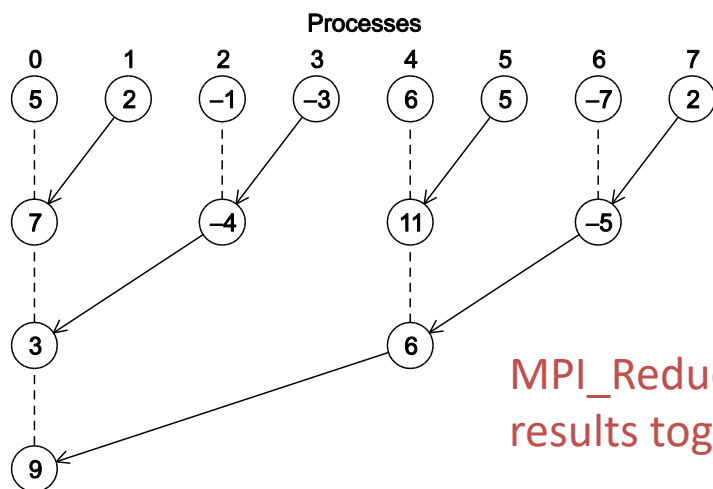 Processes
0 1 2 3 4 5 6 7
5 2 –1 –3 6 5 –7 2
7 –4 11 –5
3 6
MPI_Redu
results tog
9